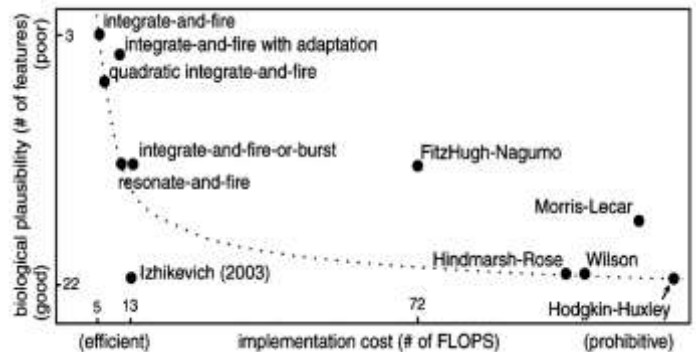 integrate-and-fire
3
integrate-and-fire with adaptation
quadratic integrate-and-fire
integrate-and-fire-or-burst
FitzHugh-Nagumo
resonate-and-fire
Morris-Lecar
Hindmarsh-Rose
Wilson
Izhikevich (2003)
22
Hodgkin-Huxley
5
13
72
(efficient)
implementation cost (# of FLOPS)
(prohibitive)
biological plausibility (# of features)
(good)
(poor)